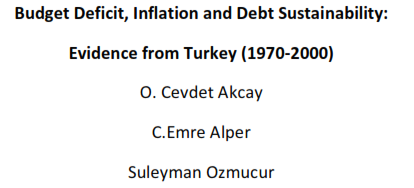 Budget Deficit, Inflation and Debt Sustainability:
Evidence from Turkey (1970-2000)
O. Cevdet Akcay
C.Emre Alper
Suleyman Ozmucur